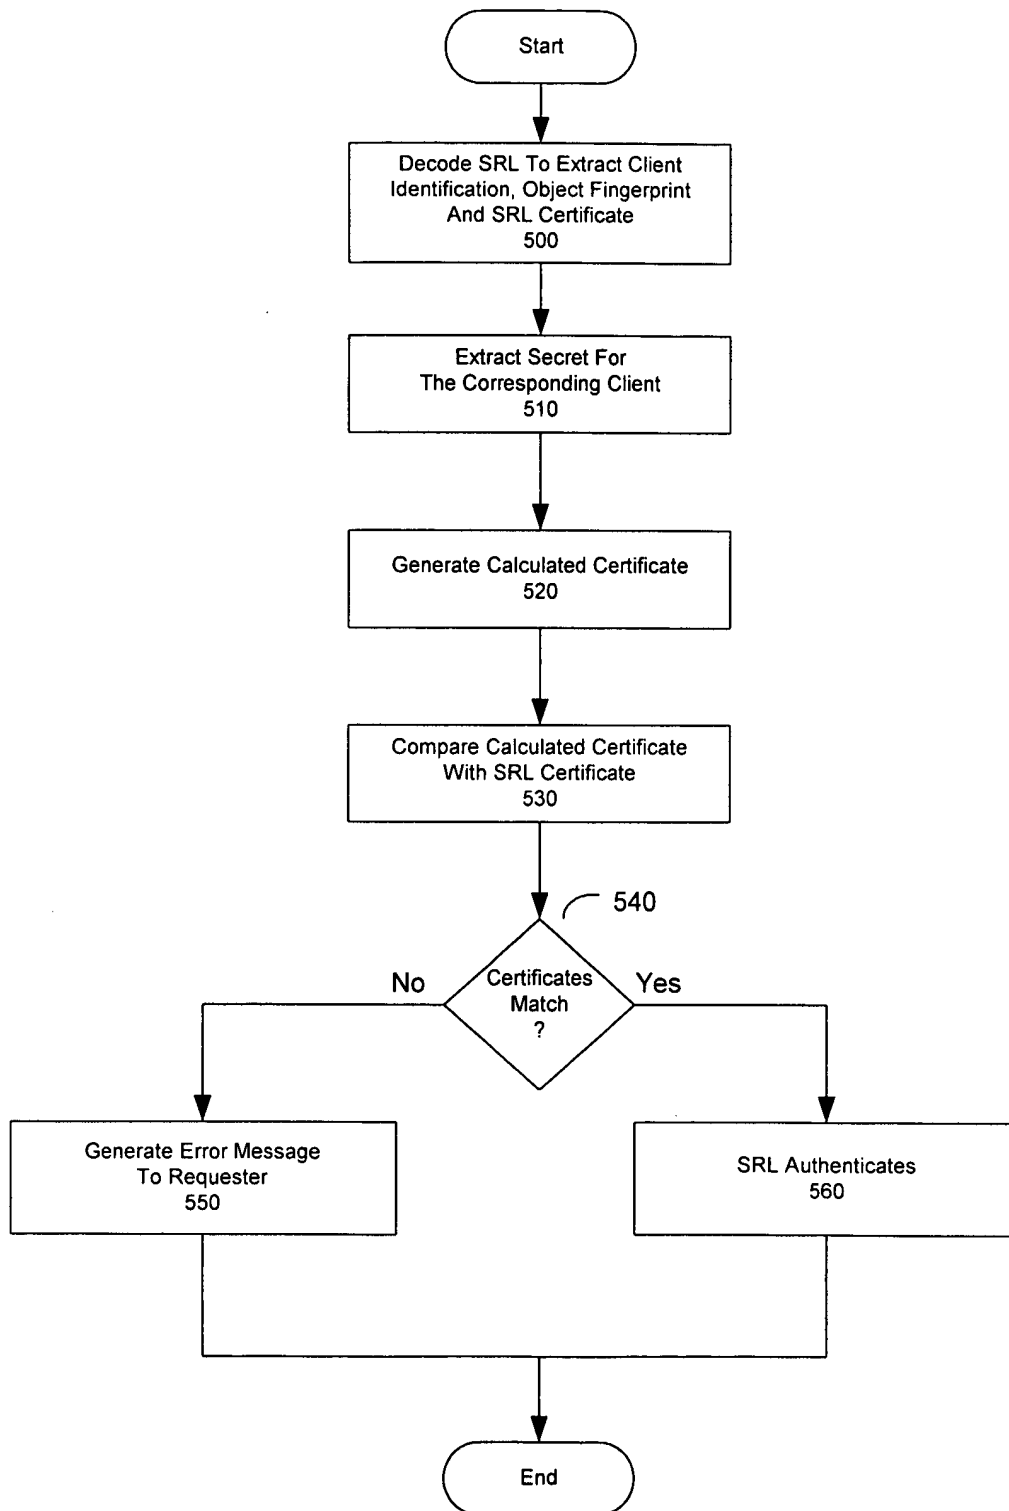 Start
Decode SRL To Extract Client
Identification, Object Fingerprint
And SRL Certificate
500
Extract Secret For
The Corresponding Client
510
Generate Calculated Certificate
520
Compare Calculated Certificate
With SRL Certificate
530
540
No
Certificates
Match
?
Yes
Generate Error Message
To Requester
550
SRL Authenticates
560
End